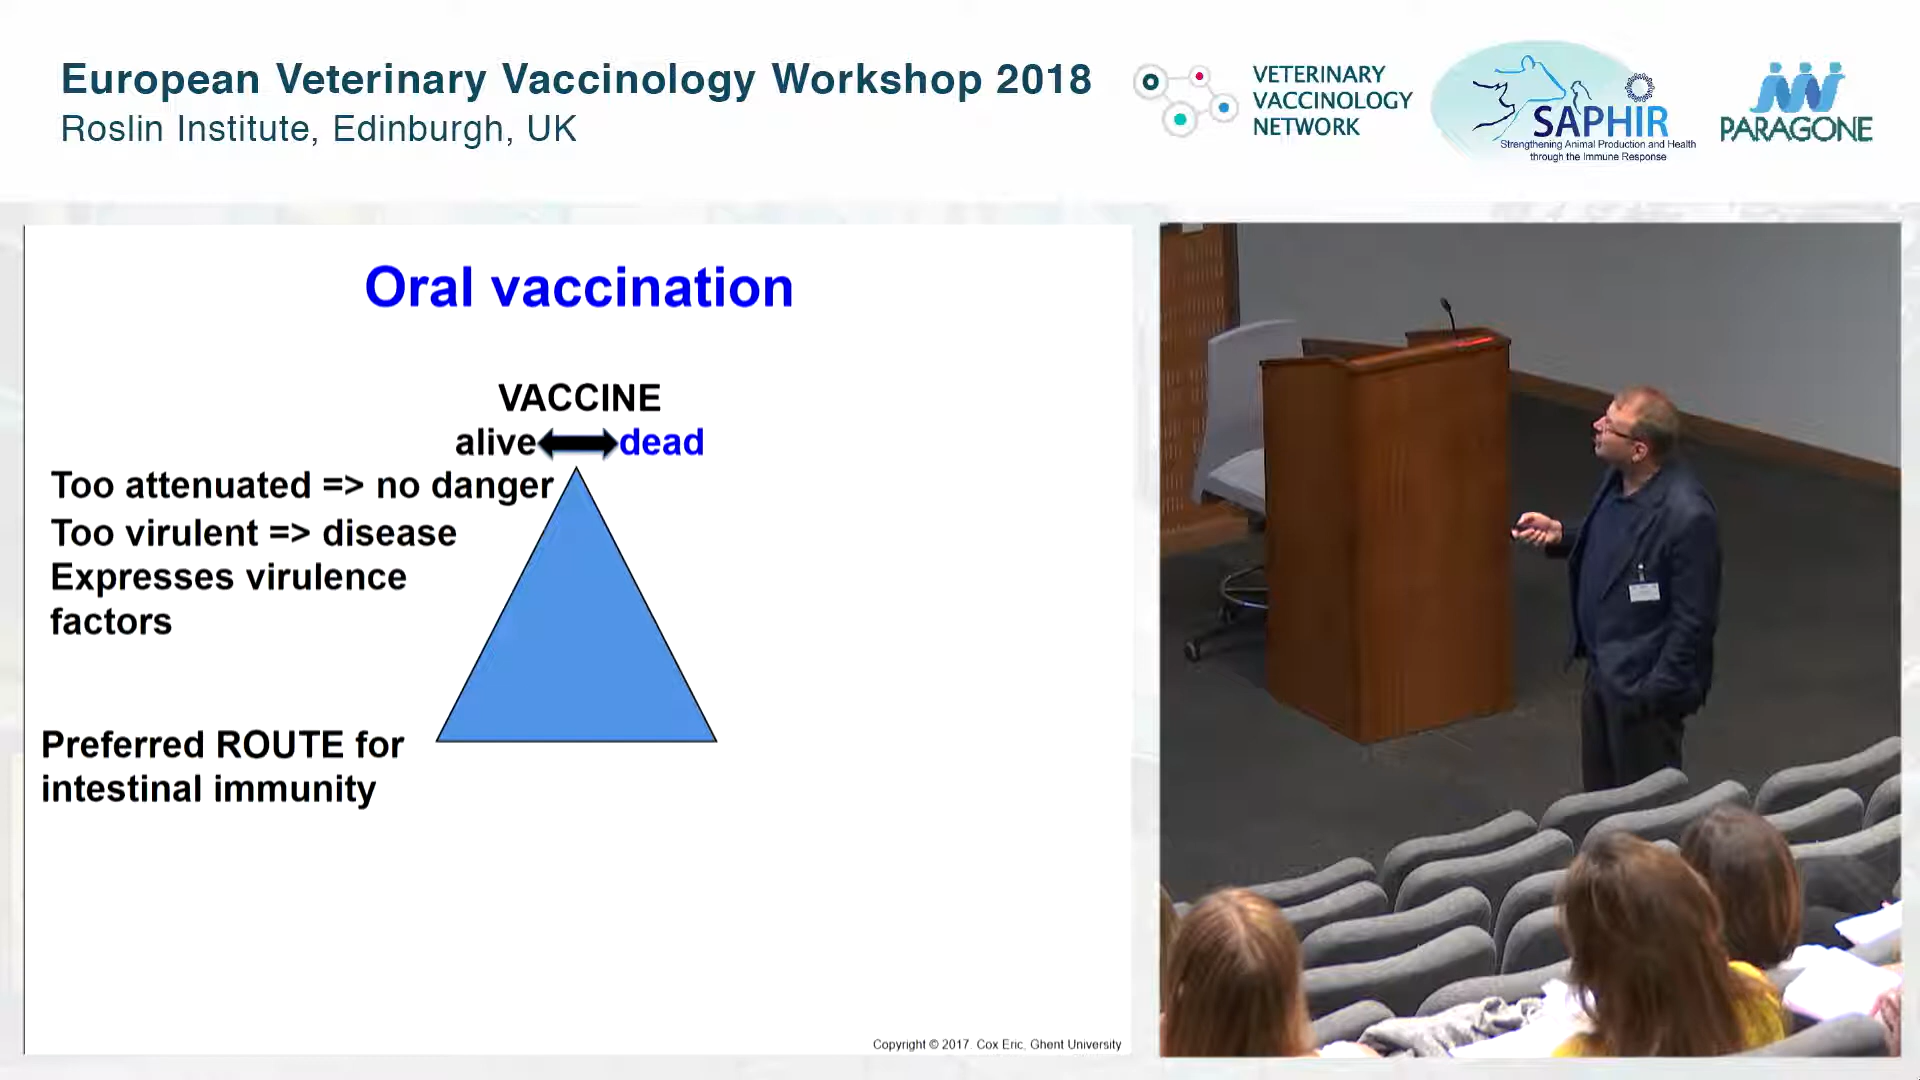 European Veterinary Vaccinology Workshop 2018
Roslin Institute, Edinburgh, UK
VETERINARY
VACCINOLOGY
NETWORK
SAPHIR
Strengthening Animal Production and Health
through the Immune Response
PARAGONE
Oral vaccination
VACCINE
alive dead
Too attenuated => no danger
Too virulent => disease
Expresses virulence
factors
Preferred ROUTE for
intestinal immunity
Copyright © 2017. Cox Eric, Ghent University